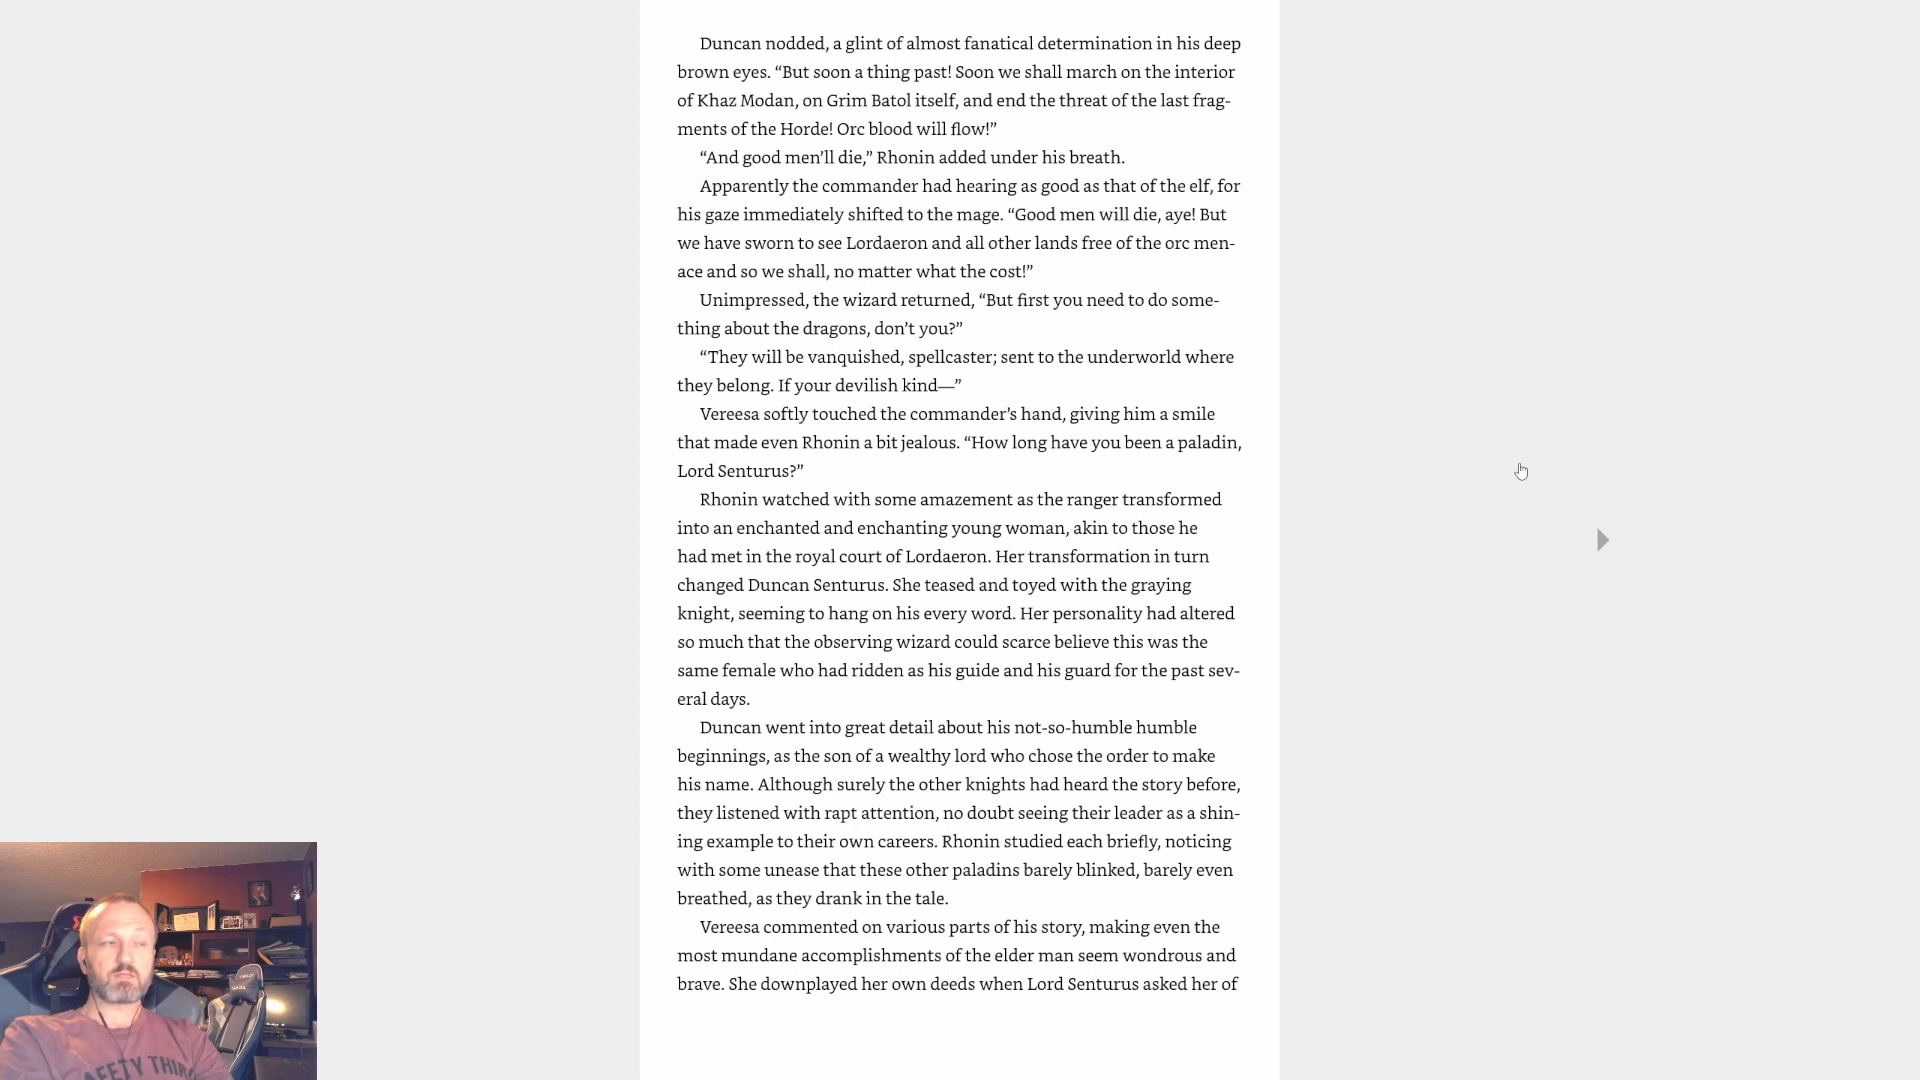 Duncan nodded, a glint of almost fanatical determination in his deep
brown eyes. “But soon a thing past! Soon we shall march on the interior
of Khaz Modan, on Grim Batol itself, and end the threat of the last frag-
ments of the Horde! Orc blood will flow!”
“And good men’ll die,” Rhonin added under his breath.
Apparently the commander had hearing as good as that of the elf, for
his gaze immediately shifted to the mage. “Good men will die, aye! But
we have sworn to see Lordaeron and all other lands free of the orc men-
ace and so we shall, no matter what the cost!”
Unimpressed, the wizard returned, “But first you need to do some-
thing about the dragons, don’t you?”
“They will be vanquished, spellcaster; sent to the underworld where
they belong. If your devilish kind—”
Vereesa softly touched the commander’s hand, giving him a smile
that made even Rhonin a bit jealous. “How long have you been a paladin,
Lord Senturus?”
Rhonin watched with some amazement as the ranger transformed
into an enchanted and enchanting young woman, akin to those he
had met in the royal court of Lordaeron. Her transformation in turn
changed Duncan Senturus. She teased and toyed with the graying
knight, seeming to hang on his every word. Her personality had altered
so much that the observing wizard could scarce believe this was the
same female who had ridden as his guide and his guard for the past sev-
eral days.
Duncan went into great detail about his not-so-humble humble
beginnings, as the son of a wealthy lord who chose the order to make
his name. Although surely the other knights had heard the story before,
they listened with rapt attention, no doubt seeing their leader as a shin-
ing example to their own careers. Rhonin studied each briefly, noticing
with some unease that these other paladins barely blinked, barely even
breathed, as they drank in the tale.
Vereesa commented on various parts of his story, making even the
most mundane accomplishments of the elder man seem wondrous and
brave. She downplayed her own deeds when Lord Senturus asked her of